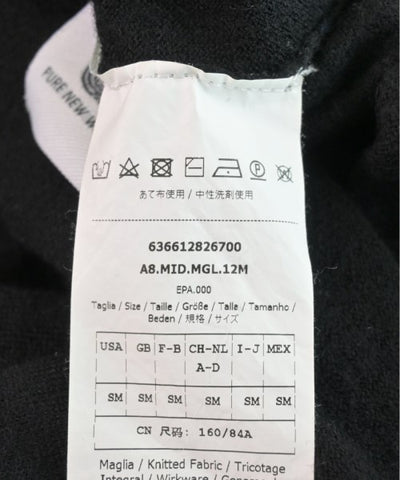 PURE NEW
あて布使用 / 中性洗剤使用
636612826700
A8.MID.MGL.12M
EPA.000
Taglia / Size / Taille / Größe / Talle / Tamanho /
Beden / 規格 / サイズ
USA GB F-B CH-NL I-J MEX
A-D
SM SM SM SM SM SM
CN 尺码: 160/84A
Maglia / Knitted Fabric / Tricotage